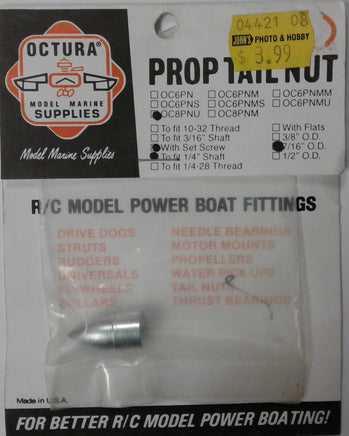 04421 08
JOHN'S PHOTO & HOBBY
$ 3.99
OCTURA®
MODEL MARINE
SUPPLIES
Model Marine Supplies
PROP TAIL NUT
OC6PN OC6PNM OC6PNMM
OC6PNS OC6PNMS OC6PNMU
OC8PNU OC8PNM
To fit 10-32 Thread With Flats
To fit 3/16" Shaft 3/8" O.D.
With Set Screw 7/16" O.D.
To fit 1/4" Shaft 1/2" O.D.
To fit 1/4-28 Thread
R/C MODEL POWER BOAT FITTINGS
DRIVE DOGS NEEDLE BEARINGS
STRUTS MOTOR MOUNTS
RUDDERS PROPELLERS
UNIVERSALS WATER PICK-UPS
FLYWHEELS TAIL NUTS
COLLARS THRUST BEARINGS
Made in U.S.A.
FOR BETTER R/C MODEL POWER BOATING!